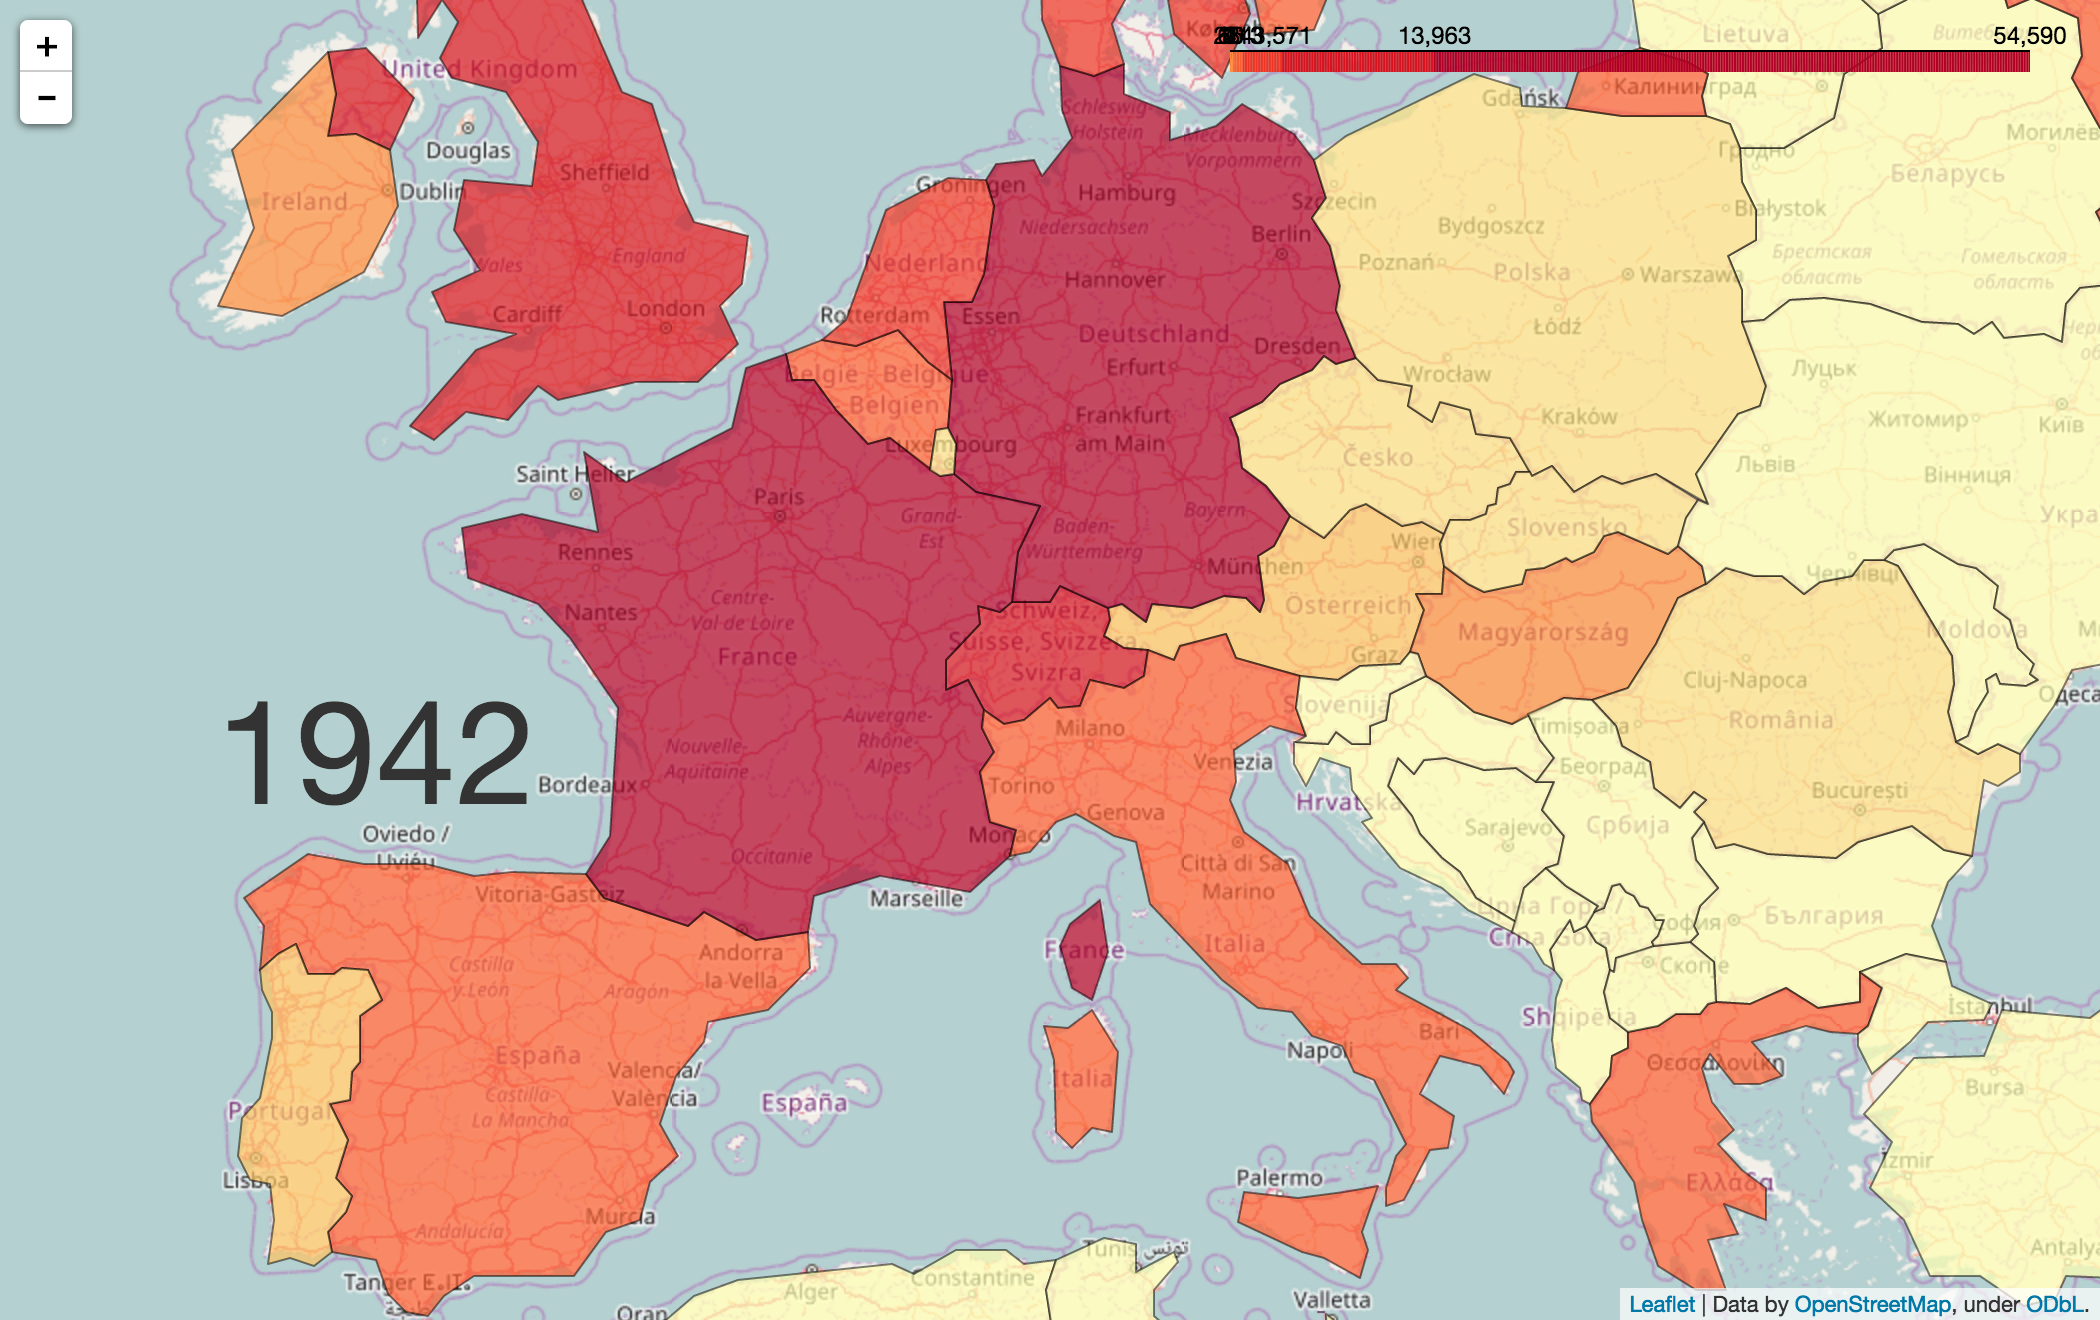 +
−
United Kingdom
Douglas
Sheffield
Ireland
Dublin
Wales
England
Cardiff
London
13,963
54,590
Lietuva
Gdańsk
Калининград
Гродно
Могилёв
Беларусь
Białystok
Брестская
область
Гомельская
область
Schleswig-
Holstein
Mecklenburg-
Vorpommern
Groningen
Hamburg
Szczecin
Bydgoszcz
Niedersachsen
Berlin
Nederland
Poznań
Polska
Warszawa
Hannover
Rotterdam
Essen
Deutschland
Łódź
Dresden
Erfurt
Wrocław
Луцьк
België - Belgique
Belgien
Frankfurt
am Main
Kraków
Житомир
Київ
Luxembourg
Česko
Львів
Вінниця
Saint Helier
Paris
Grand-
Est
Baden-
Württemberg
Bayern
Slovensko
Укра
Rennes
Wien
München
Чернівці
Nantes
Centre-
Val de Loire
Schweiz,
Suisse, Svizzera,
Svizra
Österreich
Magyarország
Moldova
France
Graz
Cluj-Napoca
Одеса
1942
Auvergne-
Rhône-
Alpes
Nouvelle-
Aquitaine
Slovenija
Milano
Timișoara
România
Bordeaux
Torino
Venezia
Београд
București
Genova
Hrvatska
Sarajevo
Србија
Oviedo /
Uviéu
Monaco
Occitanie
Città di San
Marino
Vitoria-Gasteiz
Marseille
Црна Гора /
Crna Gora
София
България
Andorra
la Vella
France
Italia
Скопје
Castilla
y León
Aragón
İstanbul
Shqipëria
Bari
España
Napoli
Θεσσαλονίκη
Valencia/
València
Italia
Bursa
Castilla-
La Mancha
España
Portugal
Lisboa
Palermo
Ελλάδα
İzmir
Murcia
Andalucía
Antalya
Tunis تونس
Tanger
Alger
Constantine
Oran
Valletta
Leaflet | Data by OpenStreetMap, under ODbL.